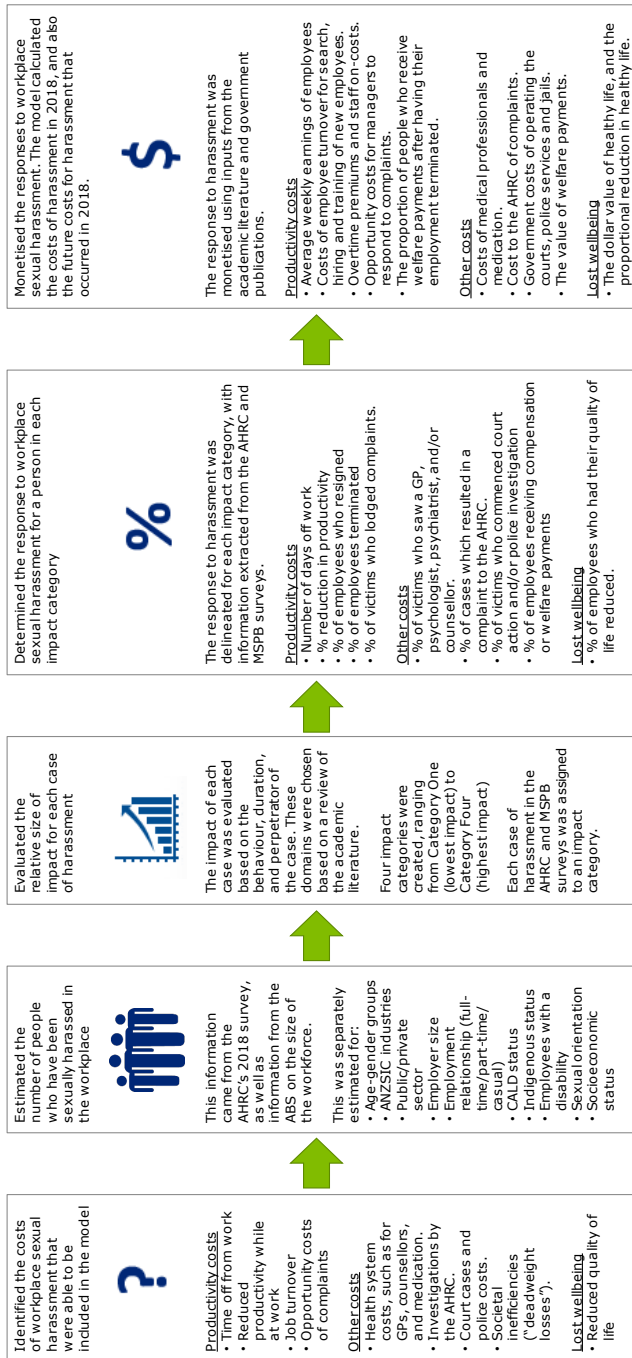 Identified the costs
of workplace sexual
harassment that
were able to be
included in the model
?
Productivity costs
• Time off from work
• Reduced
productivity while
at work
• Job turnover
• Opportunity costs
of complaints
Other costs
• Health system
costs, such as for
GPs, counsellors,
and medication.
• Investigations by
the AHRC.
• Court cases and
police costs.
• Societal
inefficiencies
("deadweight
losses").
Lost wellbeing
• Reduced quality of
life
Estimated the
number of people
who have been
sexually harassed in
the workplace
This information
came from the
AHRC's 2018 survey,
as well as
information from the
ABS on the size of
the workforce.
This was separately
estimated for:
• Age-gender groups
• ANZSIC industries
• Public/private
sector
• Employer size
• Employment
relationship (full-
time/part-time/
casual)
• CALD status
• Indigenous status
• Employees with a
disability
• Sexual orientation
• Socioeconomic
status
Evaluated the
relative size of
impact for each case
of harassment
The impact of each
case was evaluated
based on the
behaviour, duration,
and perpetrator of
the case. These
domains were chosen
based on a review of
the academic
literature.
Four impact
categories were
created, ranging
from Category One
(lowest impact) to
Category Four
(highest impact)
Each case of
harassment in the
AHRC and MSPB
surveys was assigned
to an impact
category.
Determined the response to workplace
sexual harassment for a person in each
impact category
%
The response to harassment was
delineated for each impact category, with
information extracted from the AHRC and
MSPB surveys.
Productivity costs
• Number of days off work
• % reduction in productivity
• % of employees who resigned
• % of employees terminated
• % of victims who lodged complaints.
Other costs
• % of victims who saw a GP,
psychologist, psychiatrist, and/or
counsellor.
• % of cases which resulted in a
complaint to the AHRC.
• % of victims who commenced court
action and/or police investigation
• % of employees receiving compensation
or welfare payments
Lost wellbeing
• % of employees who had their quality of
life reduced.
Monetised the responses to workplace
sexual harassment. The model calculated
the costs of harassment in 2018, and also
the future costs for harassment that
occurred in 2018.
$
The response to harassment was
monetised using inputs from the
academic literature and government
publications.
Productivity costs
• Average weekly earnings of employees
• Costs of employee turnover for search,
hiring and training of new employees.
• Overtime premiums and staff on-costs.
• Opportunity costs for managers to
respond to complaints.
• The proportion of people who receive
welfare payments after having their
employment terminated.
Other costs
• Costs of medical professionals and
medication.
• Cost to the AHRC of complaints.
• Government costs of operating the
courts, police services and jails.
• The value of welfare payments.
Lost wellbeing
• The dollar value of healthy life, and the
proportional reduction in healthy life.